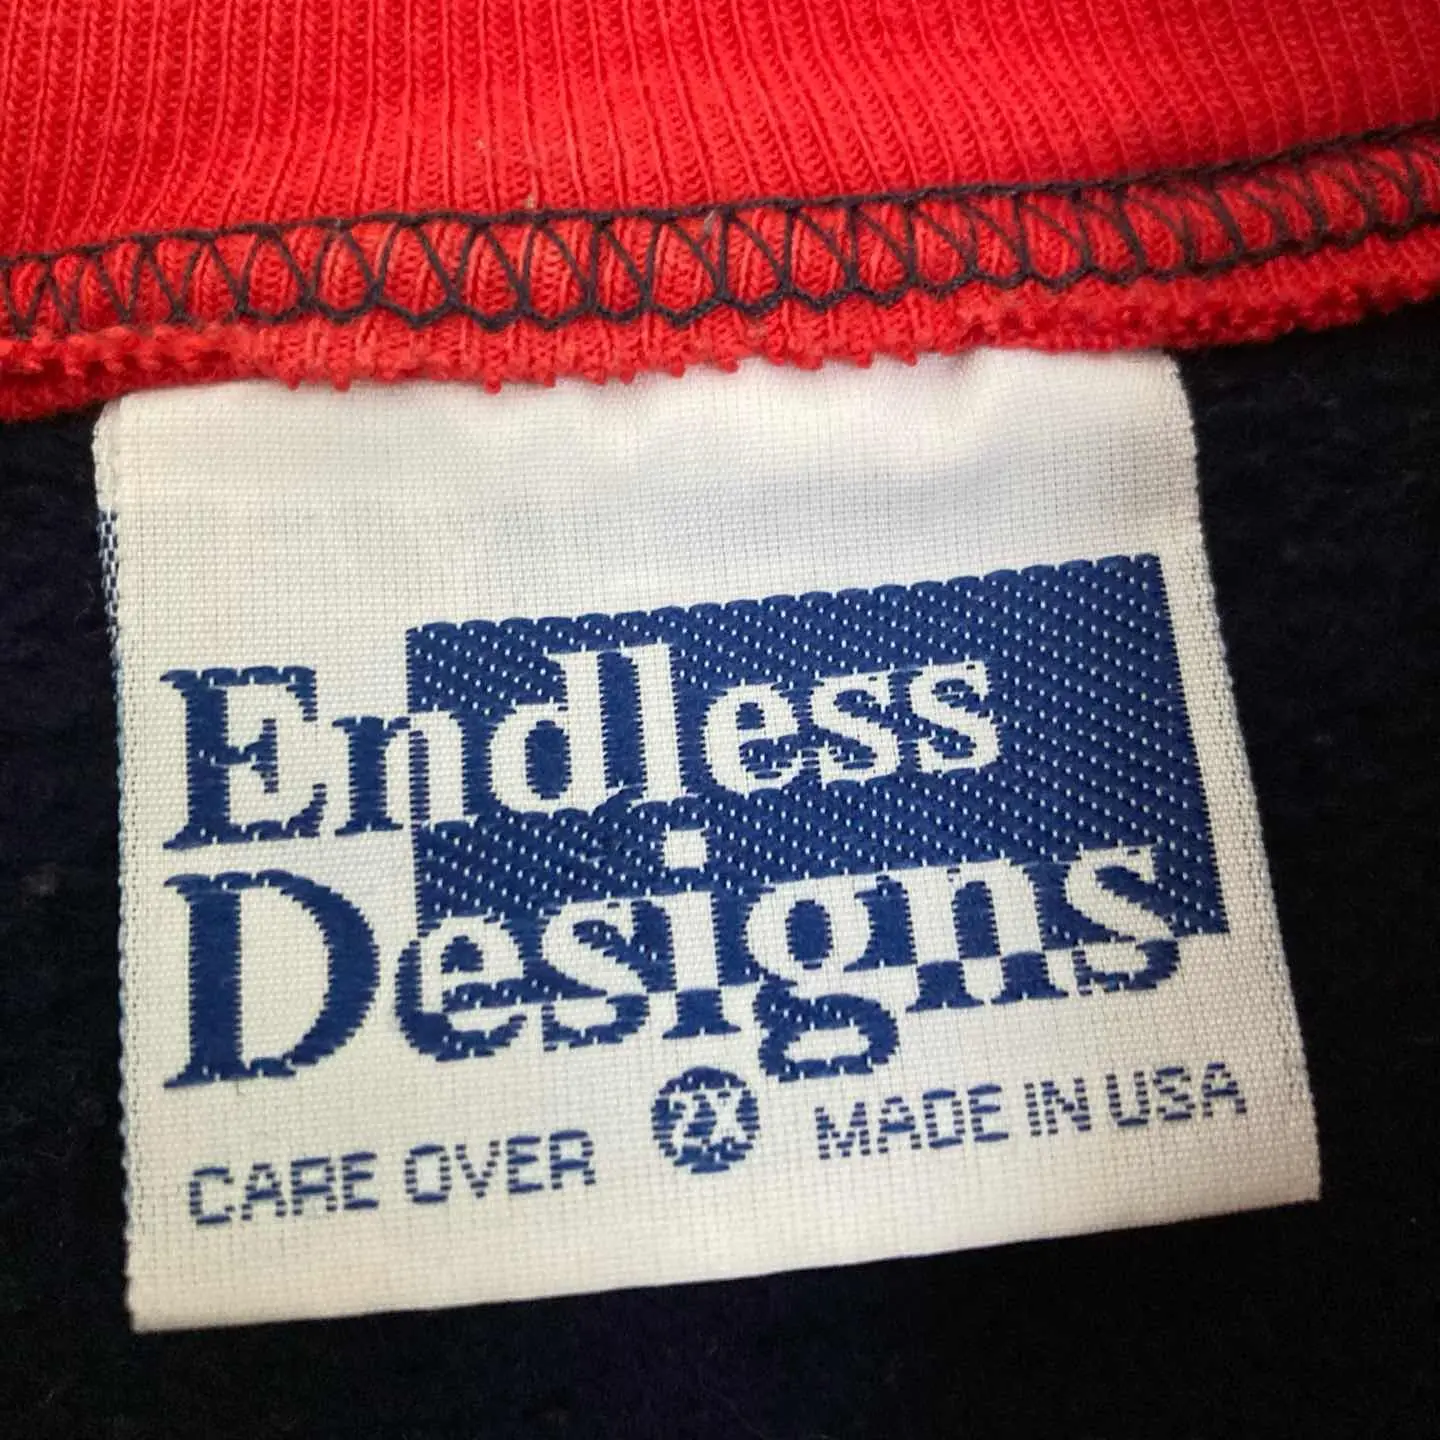 Endless
Designs
CARE OVER 2X MADE IN USA